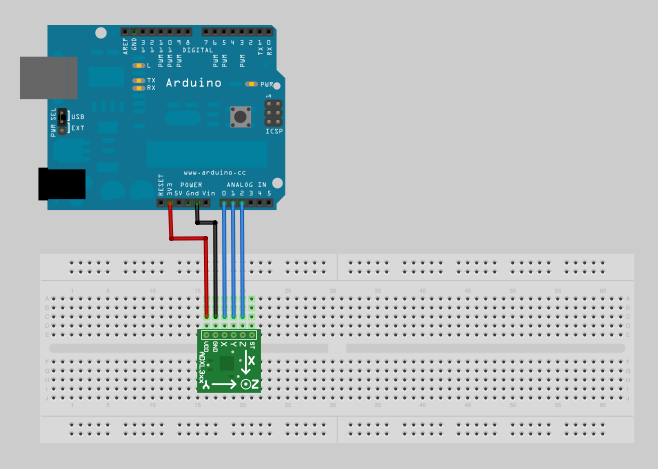 AREF
GND
13
12
11
10
9
8
7
6
5
4
3
2
1
0
PWM
PWM
PWM
PWM
PWM
PWM
TX
RX
DIGITAL
L
TX
RX
Arduino
PWR
ICSP
PWR SEL
USB
EXT
www.arduino.cc
POWER
ANALOG IN
RESET
3V3
5V Gnd Vin
0 1 2 3 4 5
VCC
GND
X
Y
Z
ST
ADXL3xx
X
Y
Z